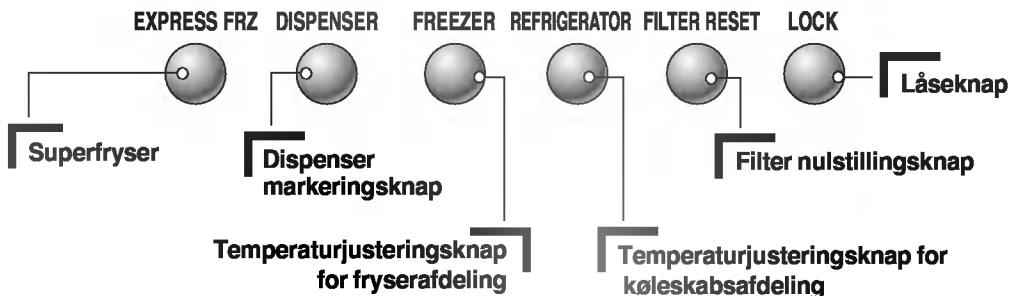 EXPRESS FRZ DISPENSER FREEZER REFRIGERATOR FILTER RESET LOCK
Låseknap
Superfryser
Dispenser
markeringsknap
Filter nulstillingsknap
Temperaturjusteringsknap
for fryserafdeling
Temperaturjusteringsknap for
køleskabsafdeling